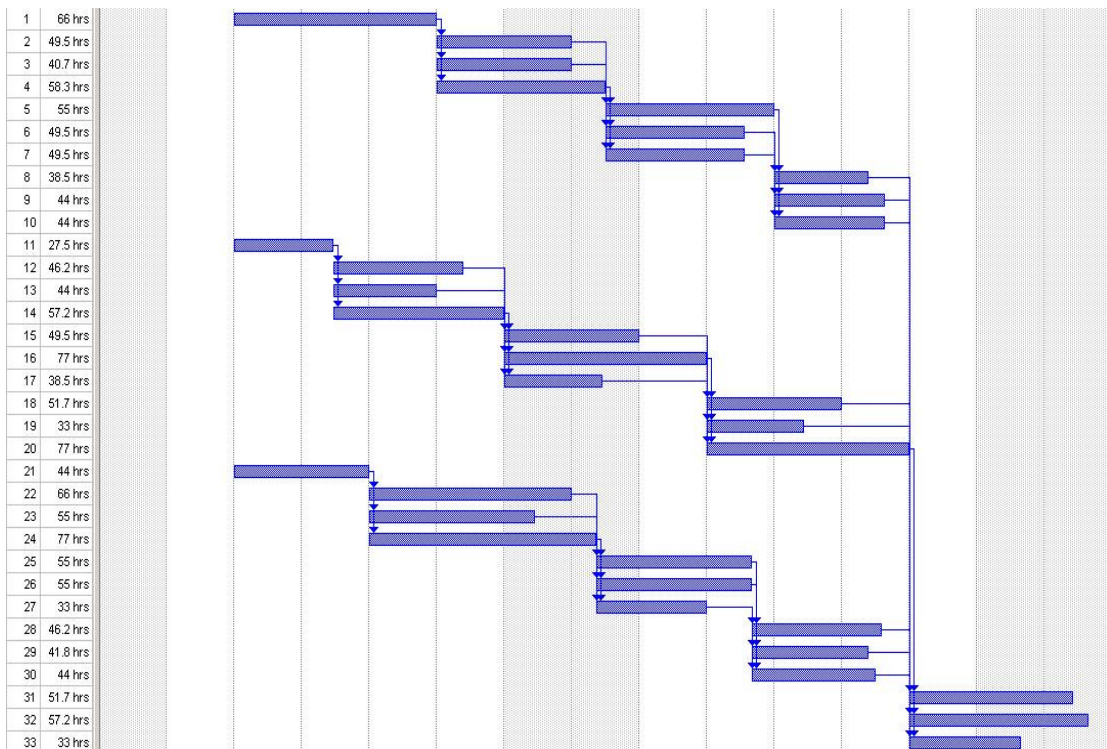 1 66 hrs
2 49.5 hrs
3 40.7 hrs
4 58.3 hrs
5 55 hrs
6 49.5 hrs
7 49.5 hrs
8 38.5 hrs
9 44 hrs
10 44 hrs
11 27.5 hrs
12 46.2 hrs
13 44 hrs
14 57.2 hrs
15 49.5 hrs
16 77 hrs
17 38.5 hrs
18 51.7 hrs
19 33 hrs
20 77 hrs
21 44 hrs
22 66 hrs
23 55 hrs
24 77 hrs
25 55 hrs
26 55 hrs
27 33 hrs
28 46.2 hrs
29 41.8 hrs
30 44 hrs
31 51.7 hrs
32 57.2 hrs
33 33 hrs